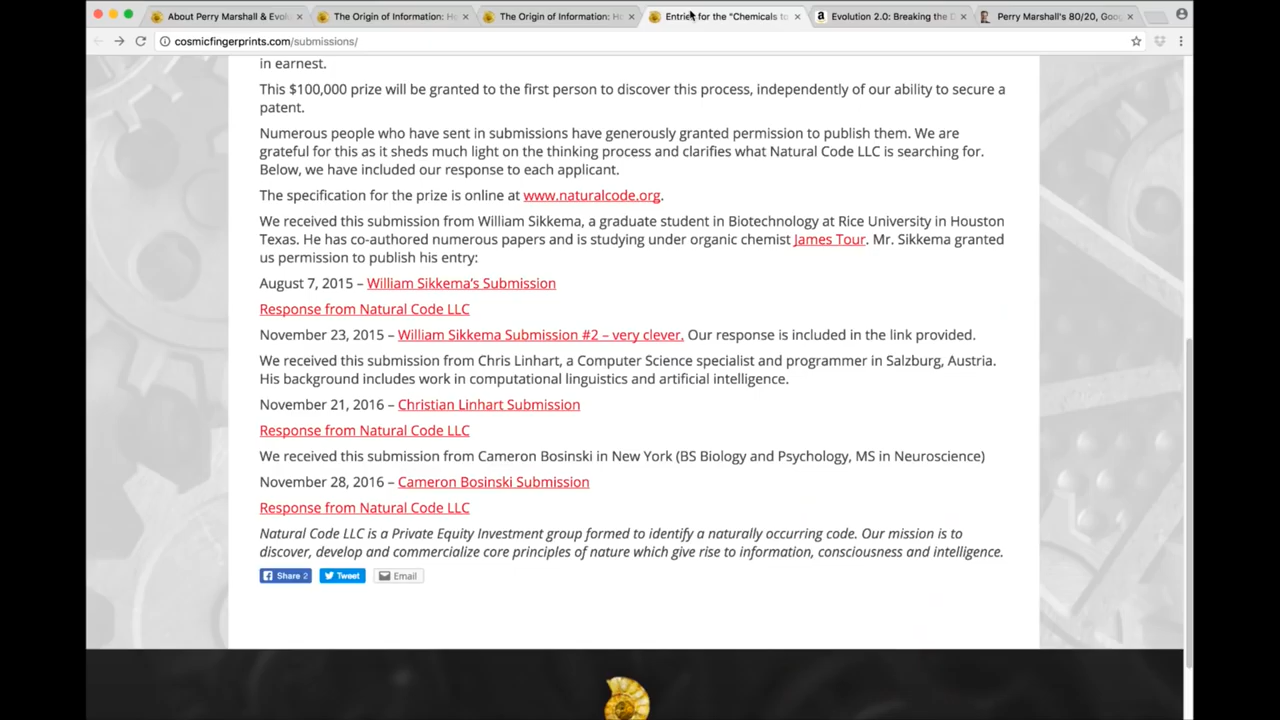 About Perry Marshall & Evolu
The Origin of Information: Ho
The Origin of Information: Ho
Entries for the "Chemicals to
a Evolution 2.0: Breaking the D
Perry Marshall's 80/20, Goog
cosmicfingerprints.com/submissions/
in earnest.
This $100,000 prize will be granted to the first person to discover this process, independently of our ability to secure a
patent.
Numerous people who have sent in submissions have generously granted permission to publish them. We are
grateful for this as it sheds much light on the thinking process and clarifies what Natural Code LLC is searching for.
Below, we have included our response to each applicant.
The specification for the prize is online at www.naturalcode.org.
We received this submission from William Sikkema, a graduate student in Biotechnology at Rice University in Houston
Texas. He has co-authored numerous papers and is studying under organic chemist James Tour. Mr. Sikkema granted
us permission to publish his entry:
August 7, 2015 – William Sikkema's Submission
Response from Natural Code LLC
November 23, 2015 – William Sikkema Submission #2 – very clever. Our response is included in the link provided.
We received this submission from Chris Linhart, a Computer Science specialist and programmer in Salzburg, Austria.
His background includes work in computational linguistics and artificial intelligence.
November 21, 2016 – Christian Linhart Submission
Response from Natural Code LLC
We received this submission from Cameron Bosinski in New York (BS Biology and Psychology, MS in Neuroscience)
November 28, 2016 – Cameron Bosinski Submission
Response from Natural Code LLC
Natural Code LLC is a Private Equity Investment group formed to identify a naturally occurring code. Our mission is to
discover, develop and commercialize core principles of nature which give rise to information, consciousness and intelligence.
Share 2 Tweet Email